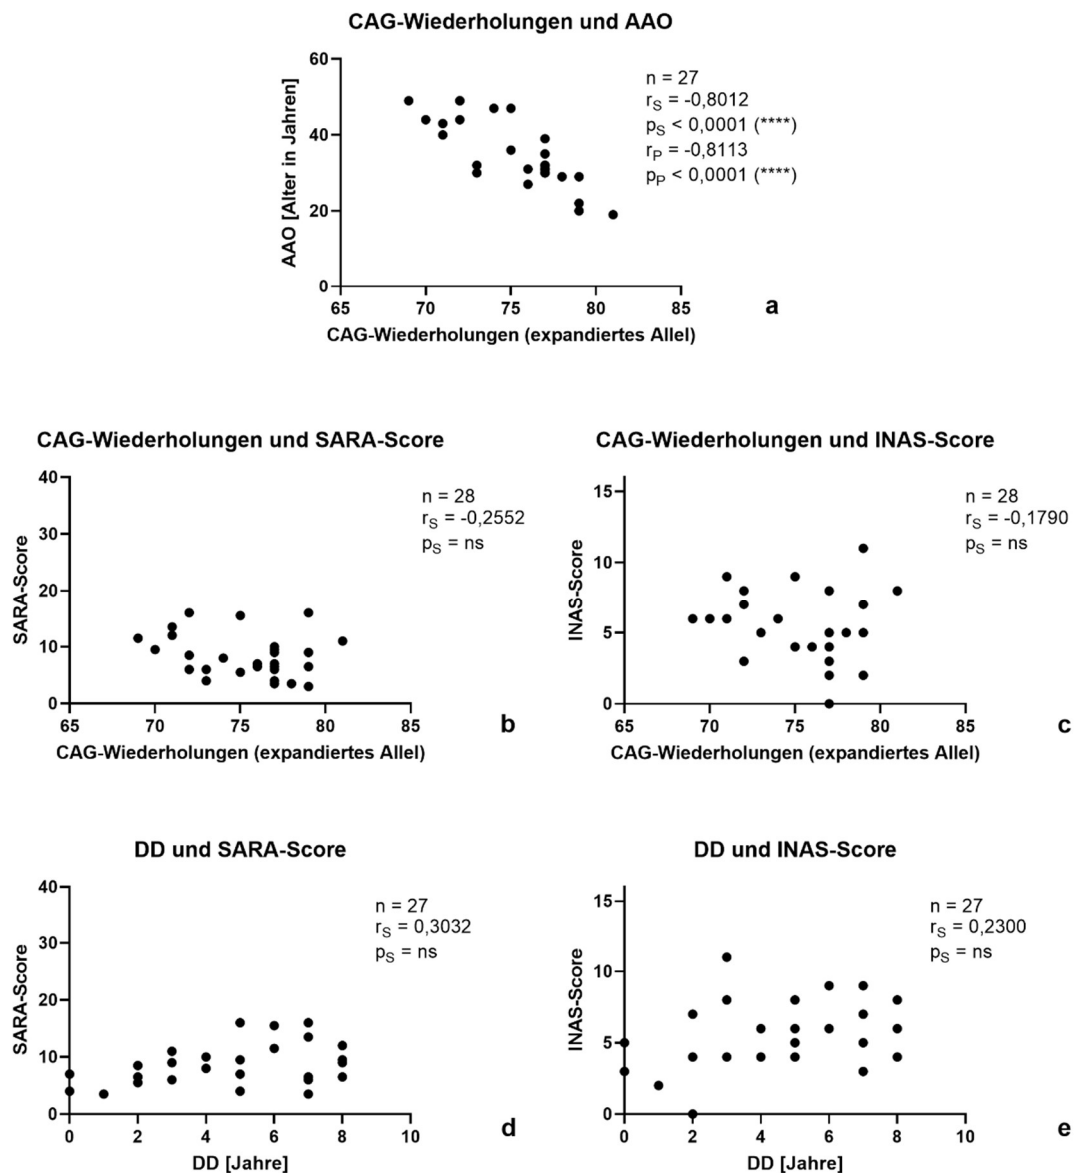 CAG-Wiederholungen und AAO
60
40
20
0
AAO [Alter in Jahren]
65 70 75 80 85
CAG-Wiederholungen (expandiertes Allel)
n = 27
rS = -0,8012
pS < 0,0001 (****)
rP = -0,8113
pP < 0,0001 (****)
a
CAG-Wiederholungen und SARA-Score
40
30
20
10
0
SARA-Score
65 70 75 80 85
CAG-Wiederholungen (expandiertes Allel)
n = 28
rS = -0,2552
pS = ns
b
CAG-Wiederholungen und INAS-Score
15
10
5
0
INAS-Score
65 70 75 80 85
CAG-Wiederholungen (expandiertes Allel)
n = 28
rS = -0,1790
pS = ns
c
DD und SARA-Score
40
30
20
10
0
SARA-Score
0 2 4 6 8 10
DD [Jahre]
n = 27
rS = 0,3032
pS = ns
d
DD und INAS-Score
15
10
5
0
INAS-Score
0 2 4 6 8 10
DD [Jahre]
n = 27
rS = 0,2300
pS = ns
e